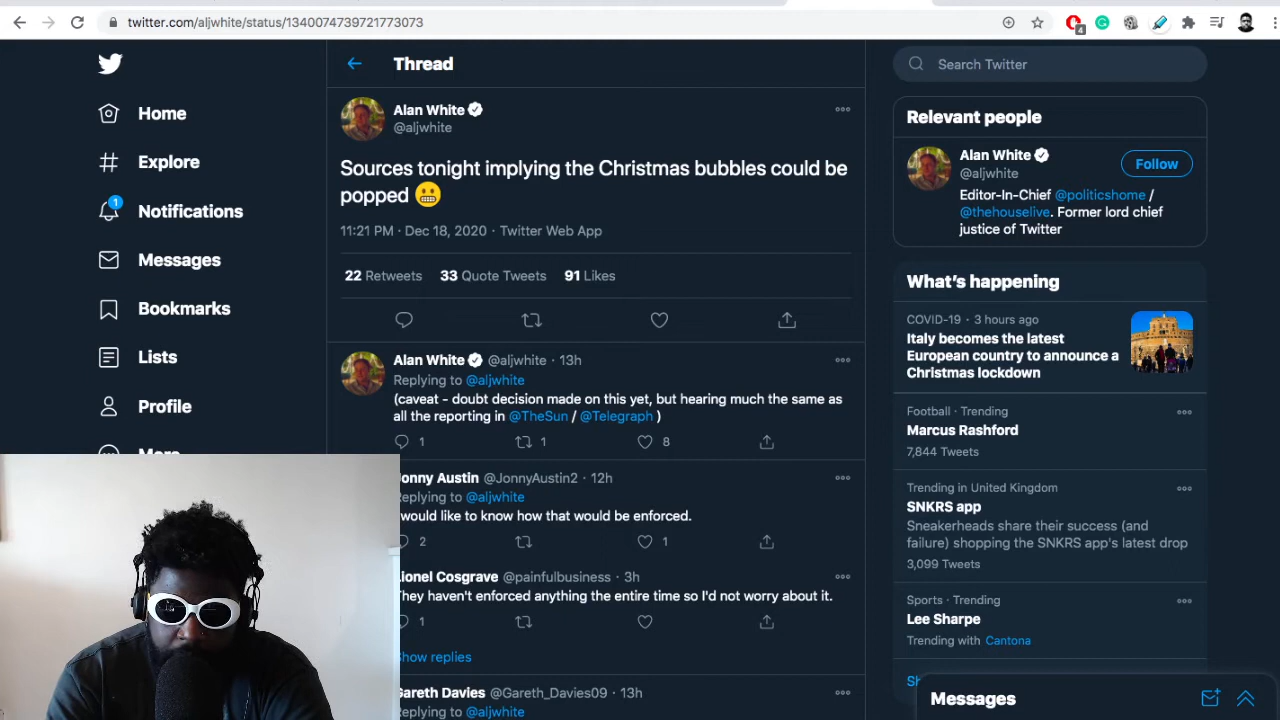 twitter.com/aljwhite/status/1340074739721773073
4
Home
Explore
1
Notifications
Messages
Bookmarks
Lists
Profile
Thread
Alan White
@aljwhite
Sources tonight implying the Christmas bubbles could be
popped 😬
11:21 PM · Dec 18, 2020 · Twitter Web App
22 Retweets 33 Quote Tweets 91 Likes
Alan White @aljwhite · 13h
Replying to @aljwhite
(caveat - doubt decision made on this yet, but hearing much the same as
all the reporting in @TheSun / @Telegraph )
1 1 8
Jonny Austin @JonnyAustin2 · 12h
Replying to @aljwhite
would like to know how that would be enforced.
2 1
Lionel Cosgrave @painfulbusiness · 3h
They haven't enforced anything the entire time so I'd not worry about it.
1
Show replies
Gareth Davies @Gareth_Davies09 · 13h
Replying to @aljwhite
Search Twitter
Relevant people
Alan White
@aljwhite
Follow
Editor-In-Chief @politicshome /
@thehouselive. Former lord chief
justice of Twitter
What's happening
COVID-19 · 3 hours ago
Italy becomes the latest
European country to announce a
Christmas lockdown
Football · Trending
Marcus Rashford
7,844 Tweets
Trending in United Kingdom
SNKRS app
Sneakerheads share their success (and
failure) shopping the SNKRS app's latest drop
3,099 Tweets
Sports · Trending
Lee Sharpe
Trending with Cantona
Messages